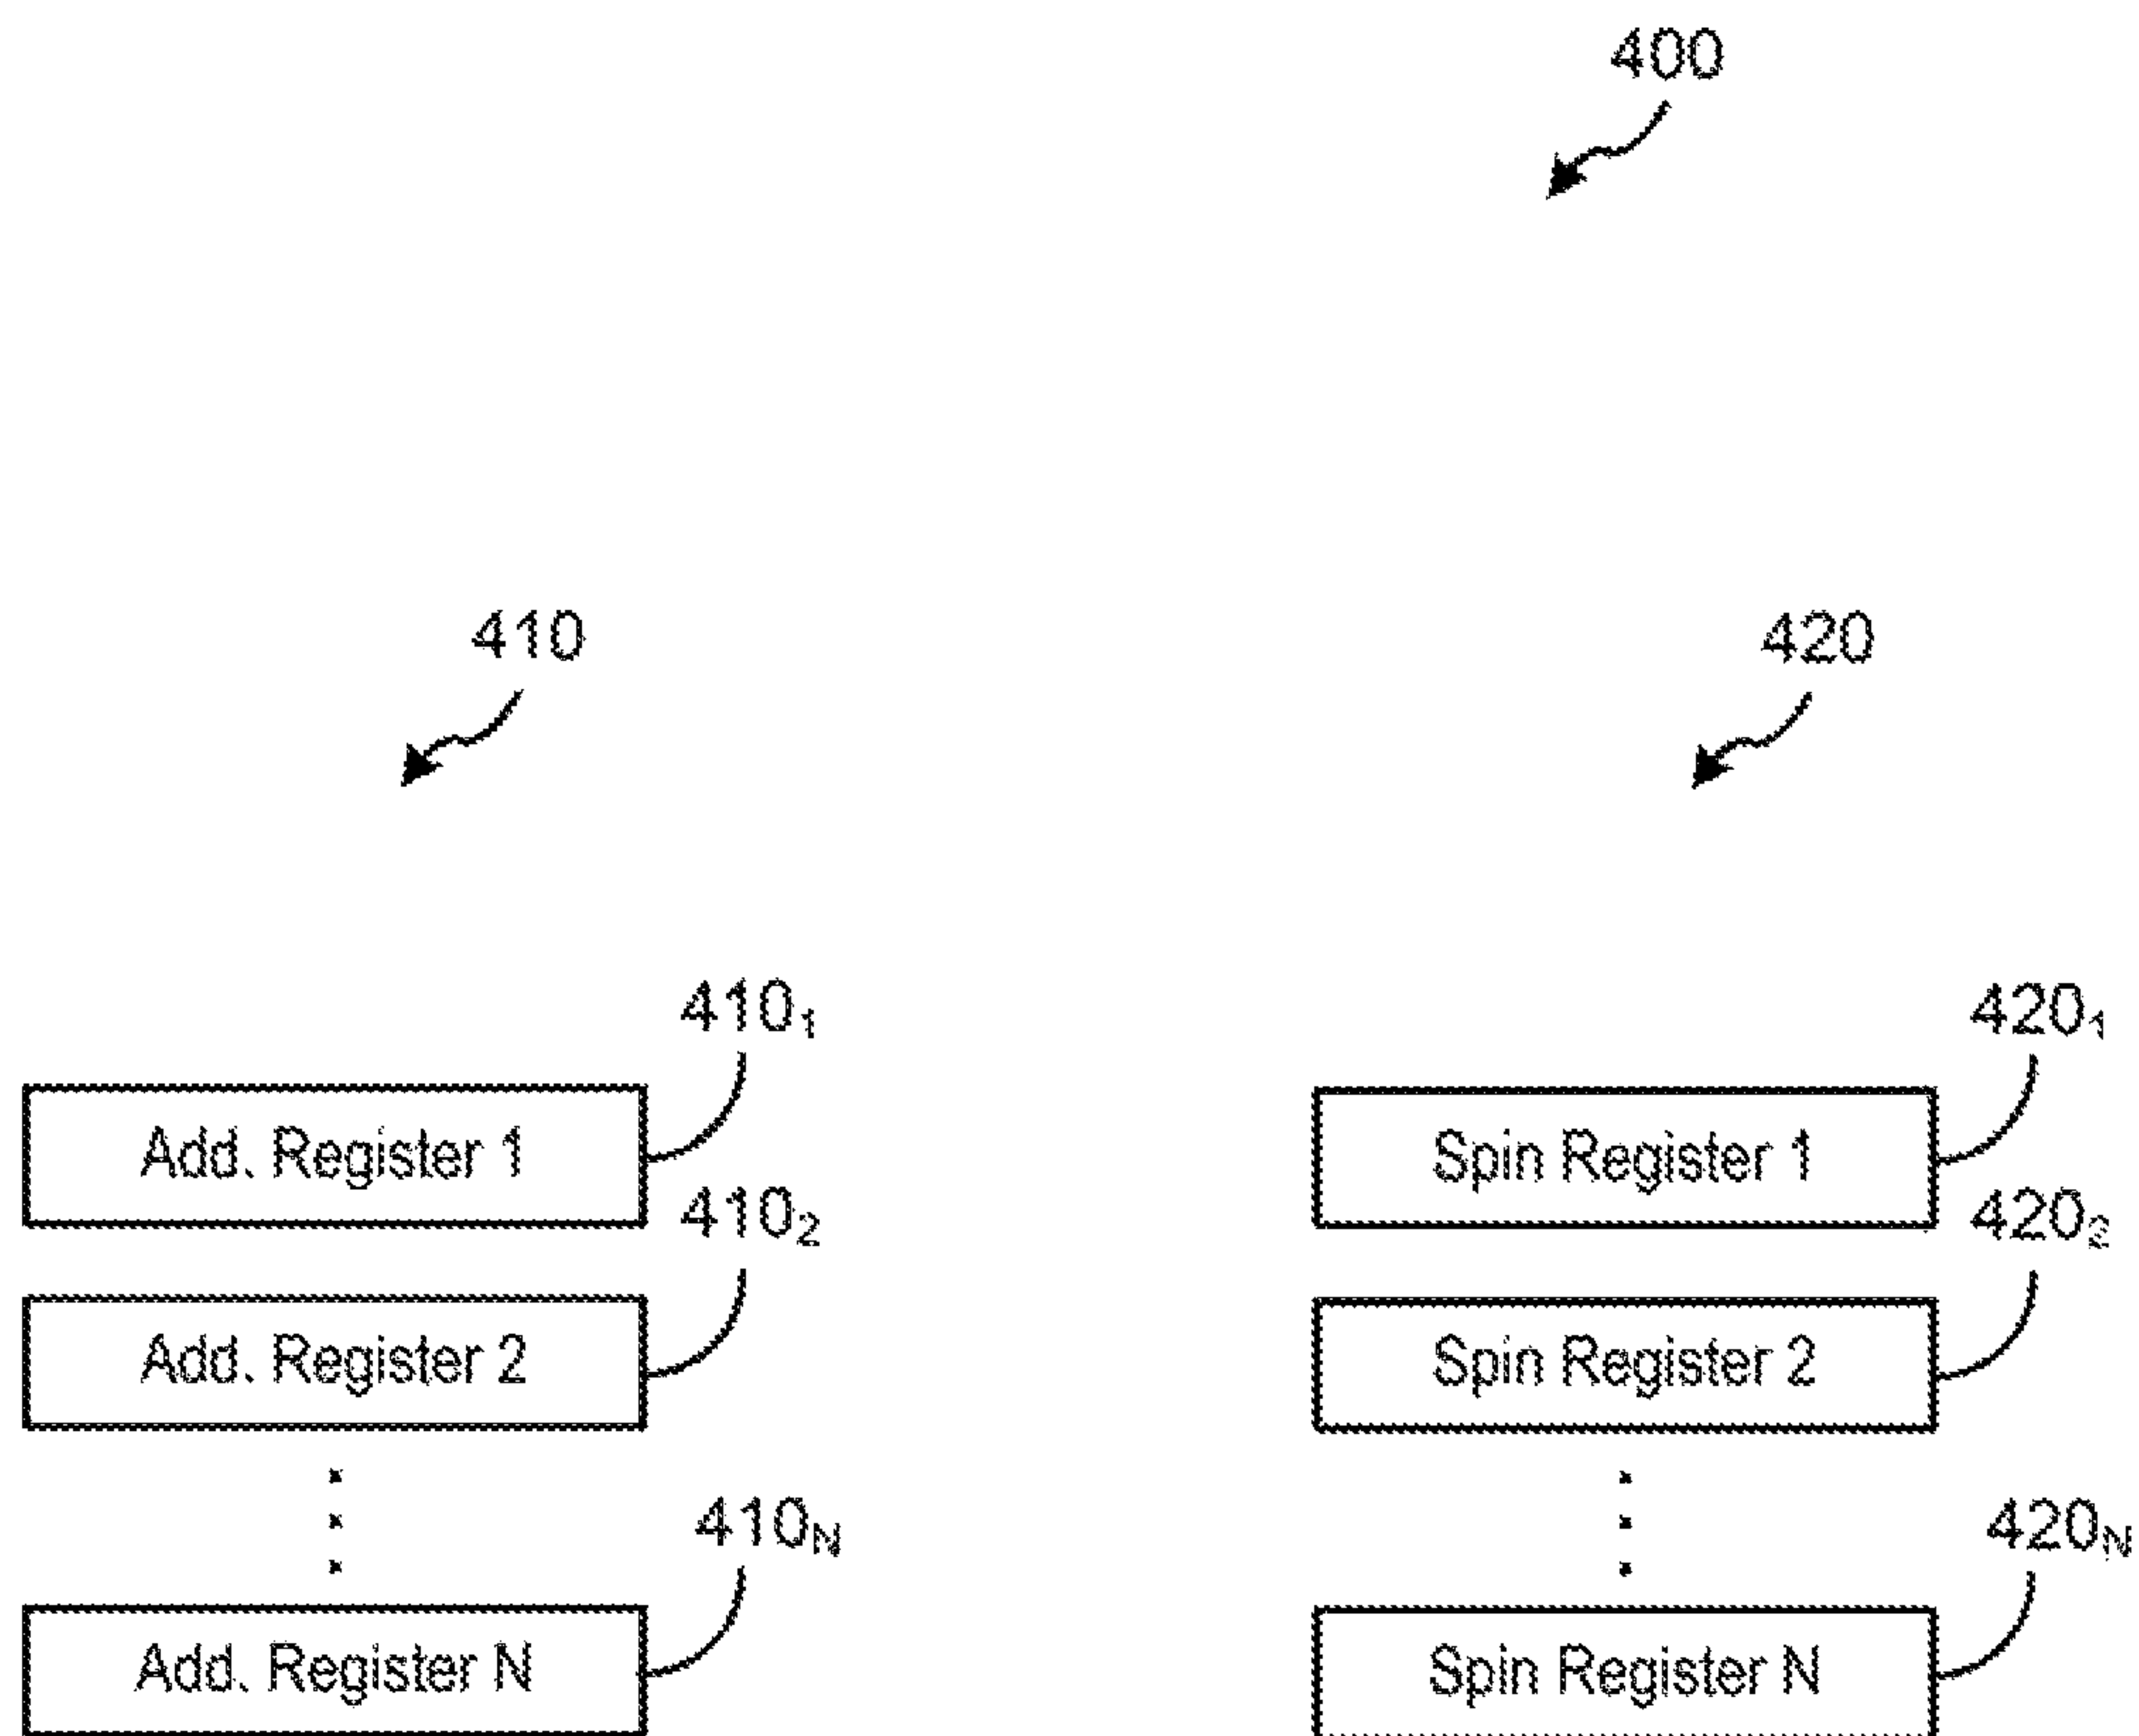 400
410
420
410₁
420₁
Add. Register 1
Spin Register 1
410₂
420₂
Add. Register 2
Spin Register 2
410N
420N
Add. Register N
Spin Register N